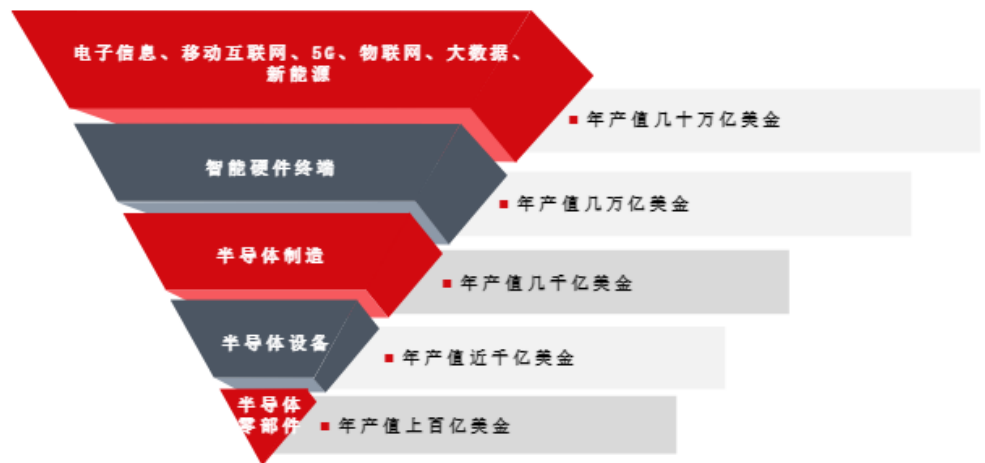 电子信息、移动互联网、5G、物联网、大数据、
新能源
年产值几十万亿美金
智能硬件终端
年产值几万亿美金
半导体制造
年产值几千亿美金
半导体设备
年产值近千亿美金
半导体
零部件
年产值上百亿美金